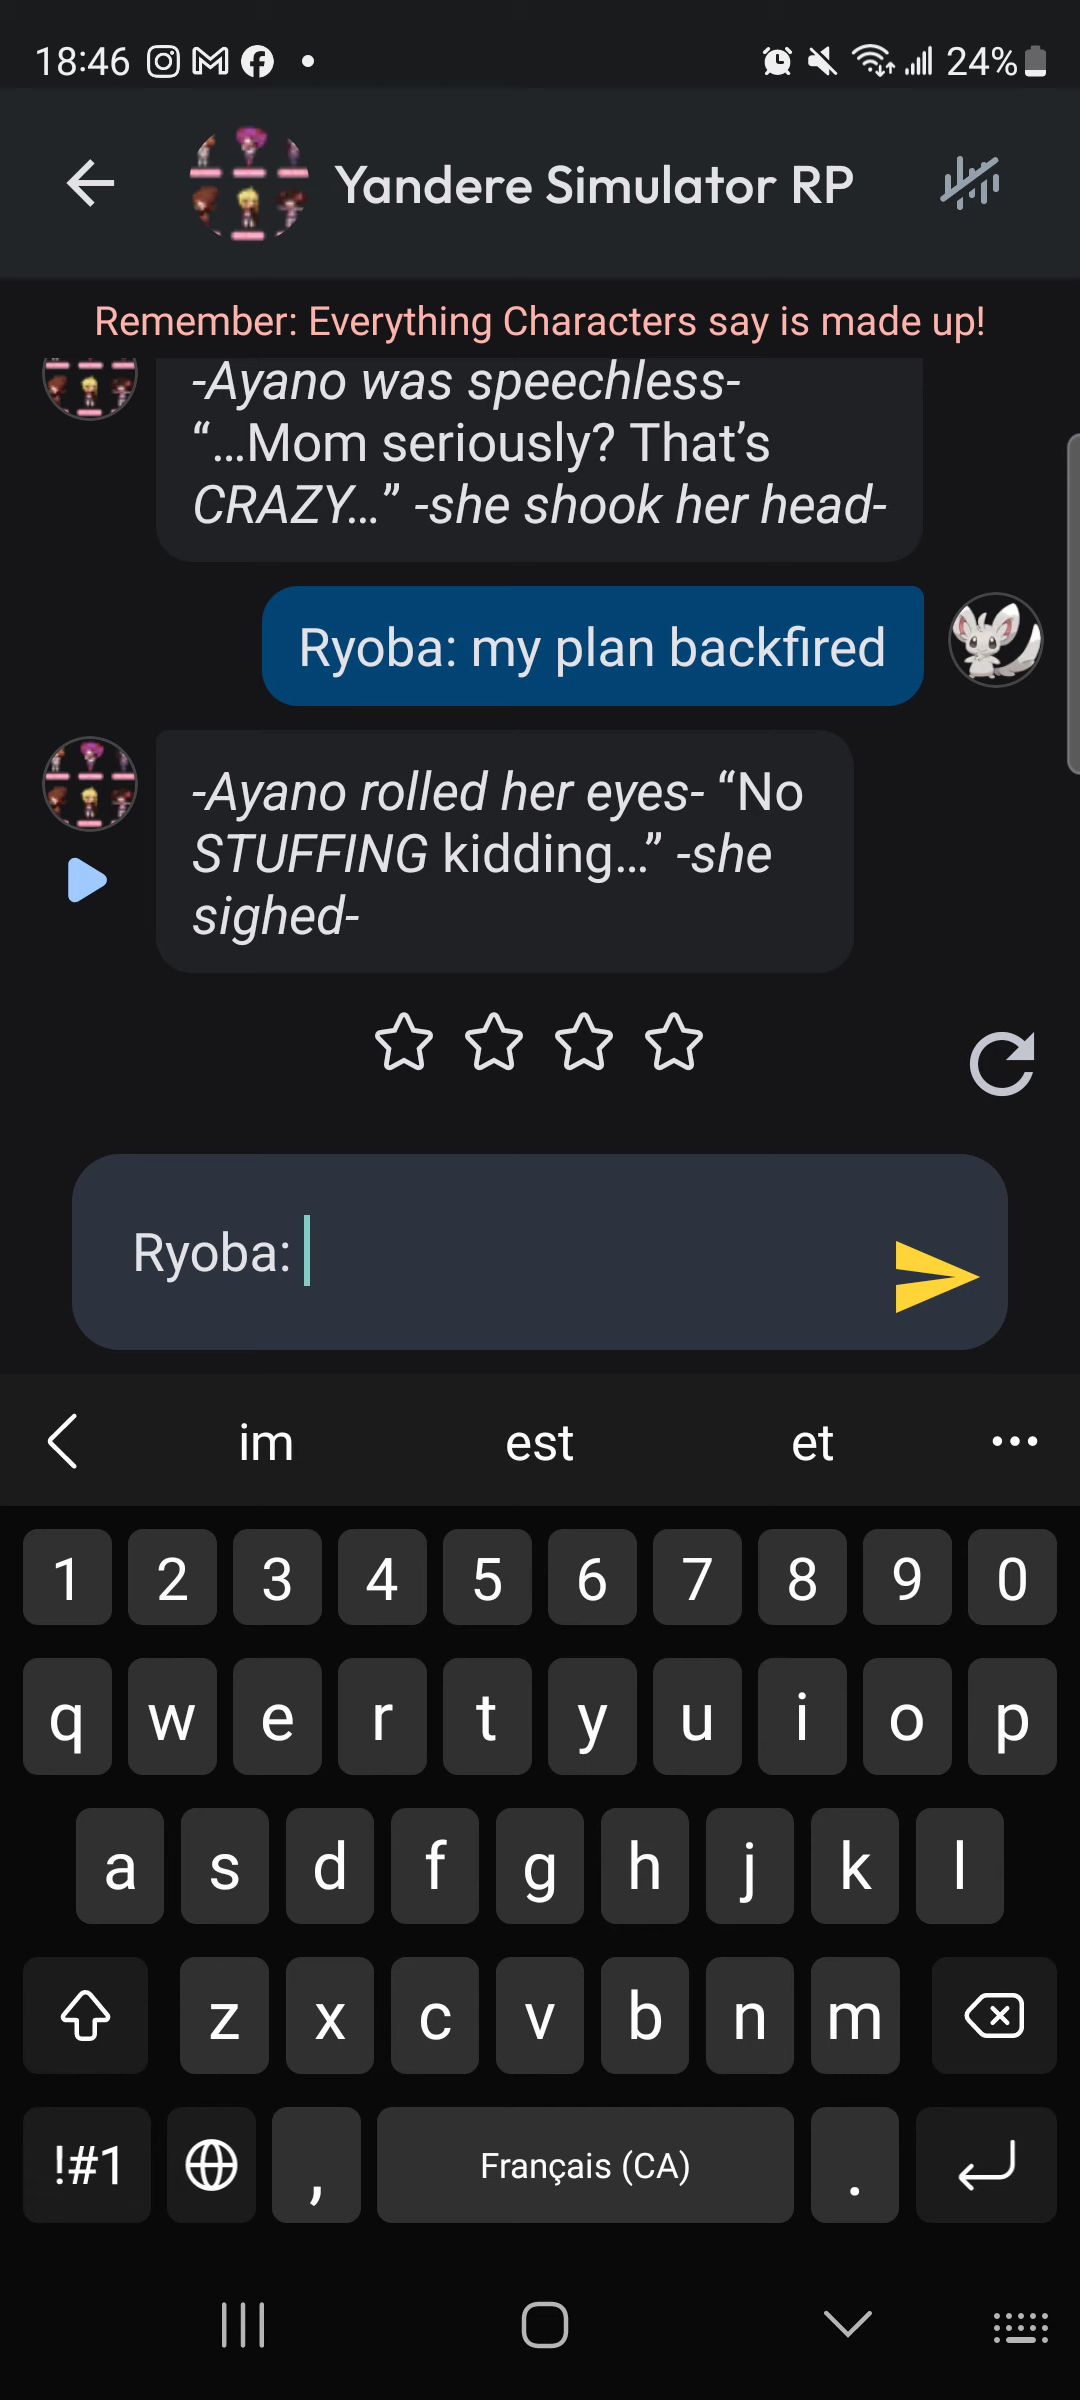 18:46
24%
Yandere Simulator RP
Remember: Everything Characters say is made up!
-Ayano was speechless-
“…Mom seriously? That’s
CRAZY…” -she shook her head-
Ryoba: my plan backfired
-Ayano rolled her eyes- “No
STUFFING kidding…” -she
sighed-
Ryoba:
im est et
1 2 3 4 5 6 7 8 9 0
q w e r t y u i o p
a s d f g h j k l
z x c v b n m
!#1 , Français (CA) .